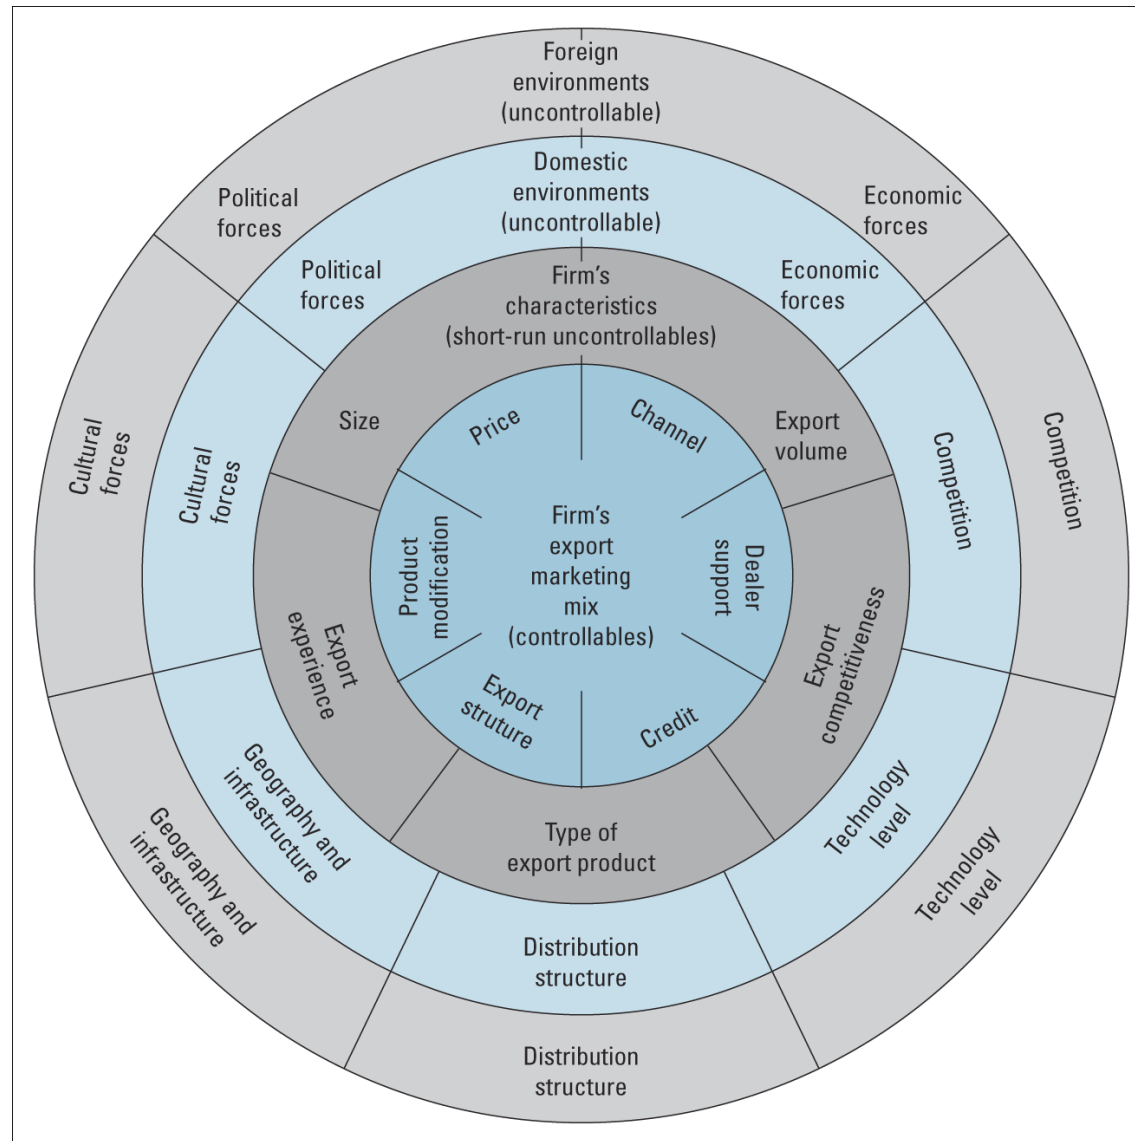 Foreign
environments
(uncontrollable)
Political
forces
Economic
forces
Cultural
forces
Competition
Geography and
infrastructure
Technology
level
Distribution
structure
Domestic
environments
(uncontrollable)
Political
forces
Economic
forces
Cultural
forces
Competition
Geography and
infrastructure
Technology
level
Distribution
structure
Firm's
characteristics
(short-run uncontrollables)
Size
Export
volume
Export
experience
Export
competitiveness
Type of
export product
Price
Channel
Product
modification
Firm's
export
marketing
mix
(controllables)
Dealer
support
Export
struture
Credit